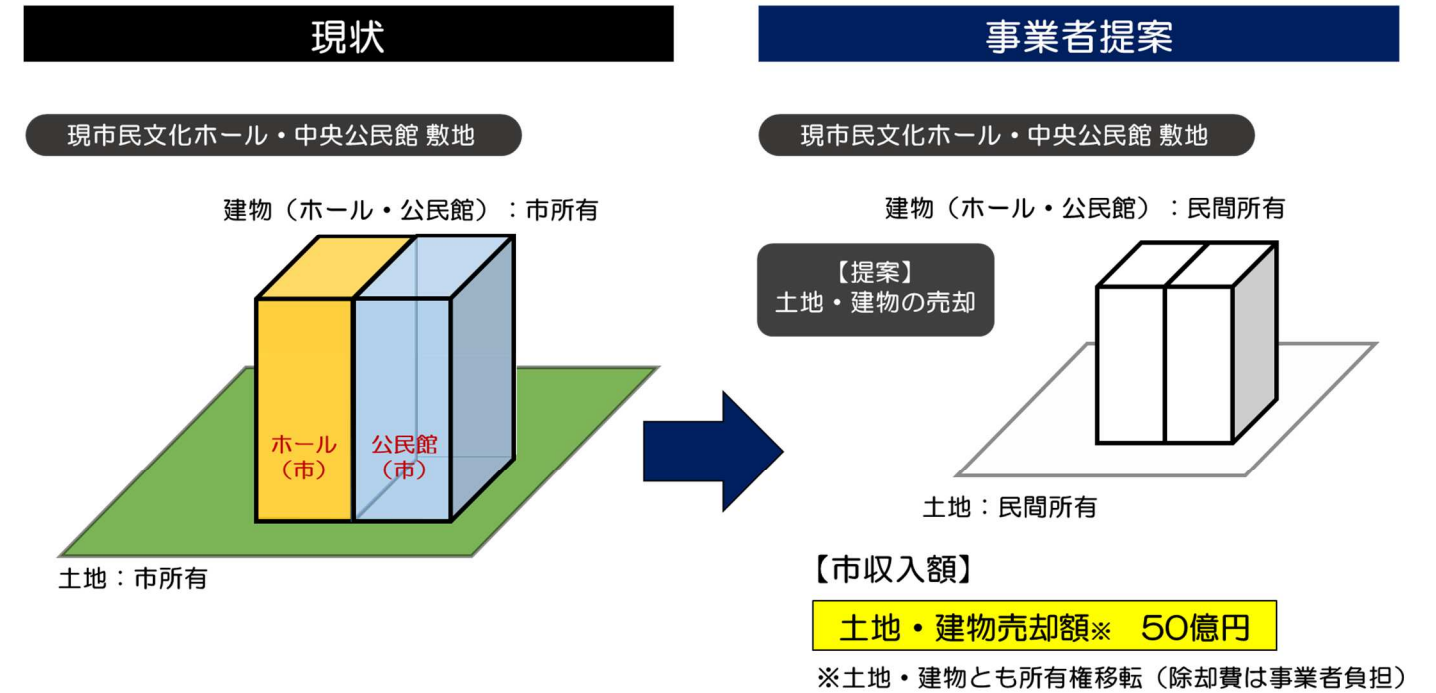 現状
現市民文化ホール・中央公民館 敷地
建物（ホール・公民館）：市所有
ホール
（市）
公民館
（市）
土地：市所有
事業者提案
現市民文化ホール・中央公民館 敷地
建物（ホール・公民館）：民間所有
【提案】
土地・建物の売却
土地：民間所有
【市収入額】
土地・建物売却額※　50億円
※土地・建物とも所有権移転（除却費は事業者負担）